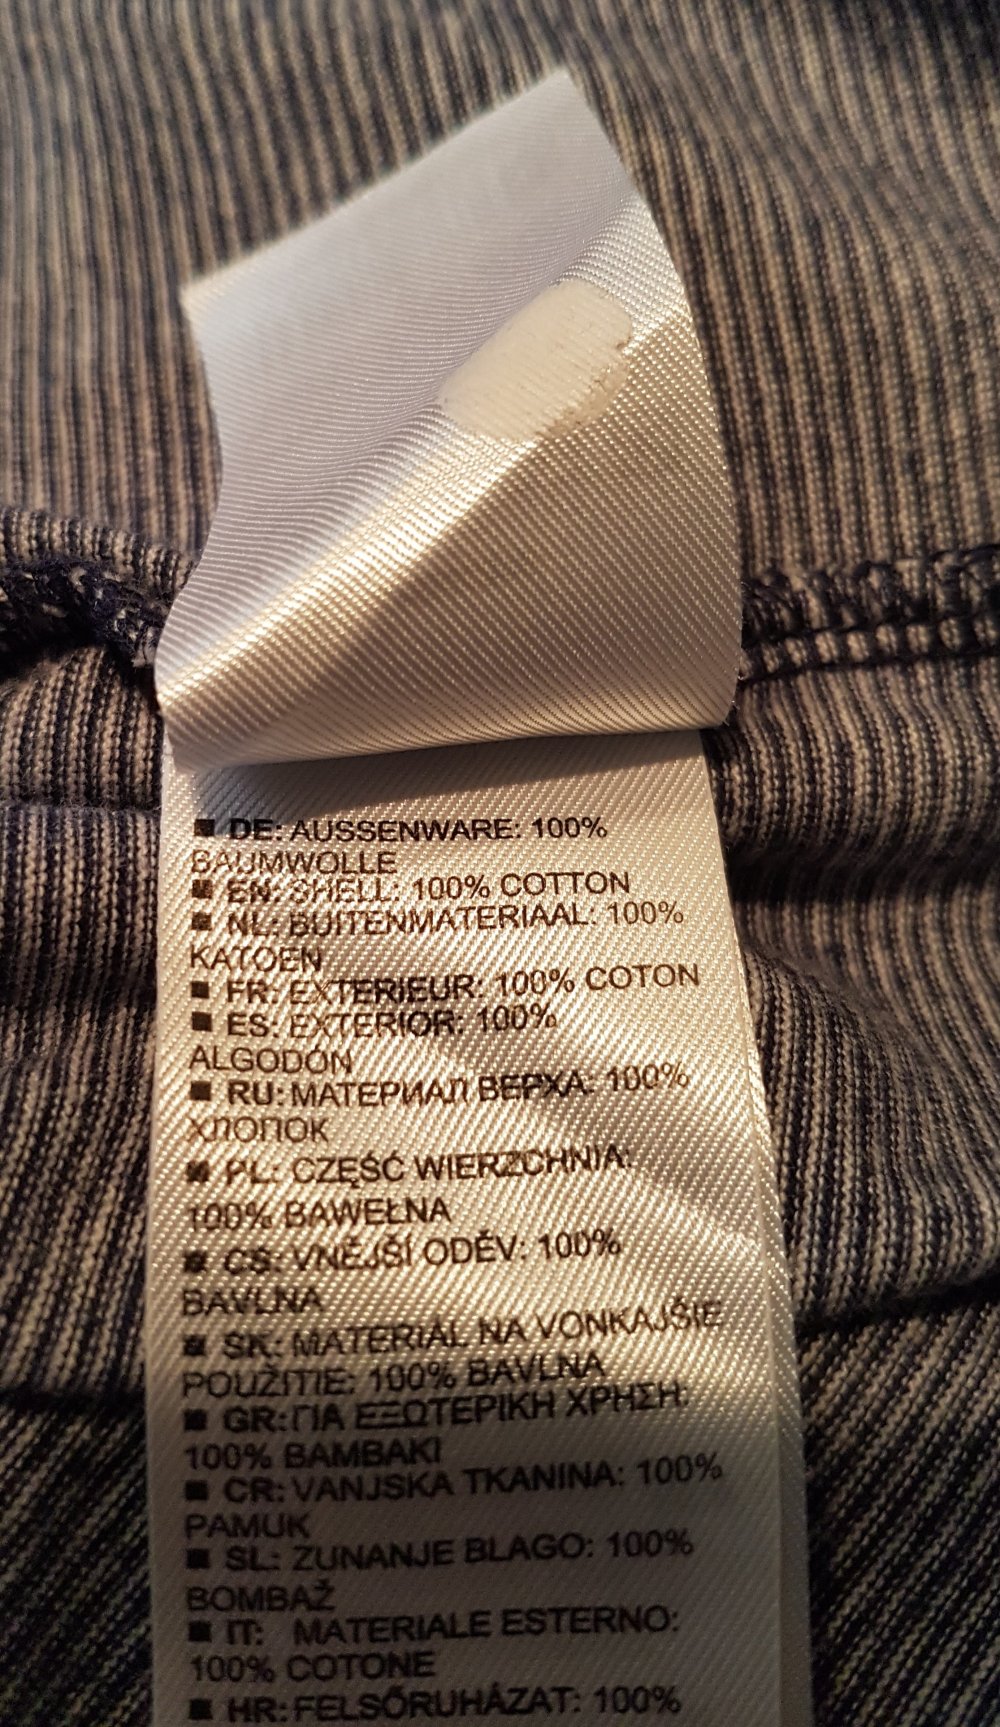 ■ DE: AUSSENWARE: 100%
BAUMWOLLE
■ EN: SHELL: 100% COTTON
■ NL: BUITENMATERIAAL: 100%
KATOEN
■ FR: EXTERIEUR: 100% COTON
■ ES: EXTERIOR: 100%
ALGODÓN
■ RU: МАТЕРИАЛ ВЕРХА: 100%
ХЛОПОК
■ PL: CZĘŚĆ WIERZCHNIA:
100% BAWEŁNA
■ CS: VNĚJŠÍ ODĚV: 100%
BAVLNA
■ SK: MATERIÁL NA VONKAJŠIE
POUŽITIE: 100% BAVLNA
■ GR: ΓΙΑ ΕΞΩΤΕΡΙΚΗ ΧΡΗΣΗ:
100% ΒΑΜΒΑΚΙ
■ CR: VANJSKA TKANINA: 100%
PAMUK
■ SL: ZUNANJE BLAGO: 100%
BOMBAŽ
■ IT: MATERIALE ESTERNO:
100% COTONE
■ HR: FELSŐRUHÁZAT: 100%